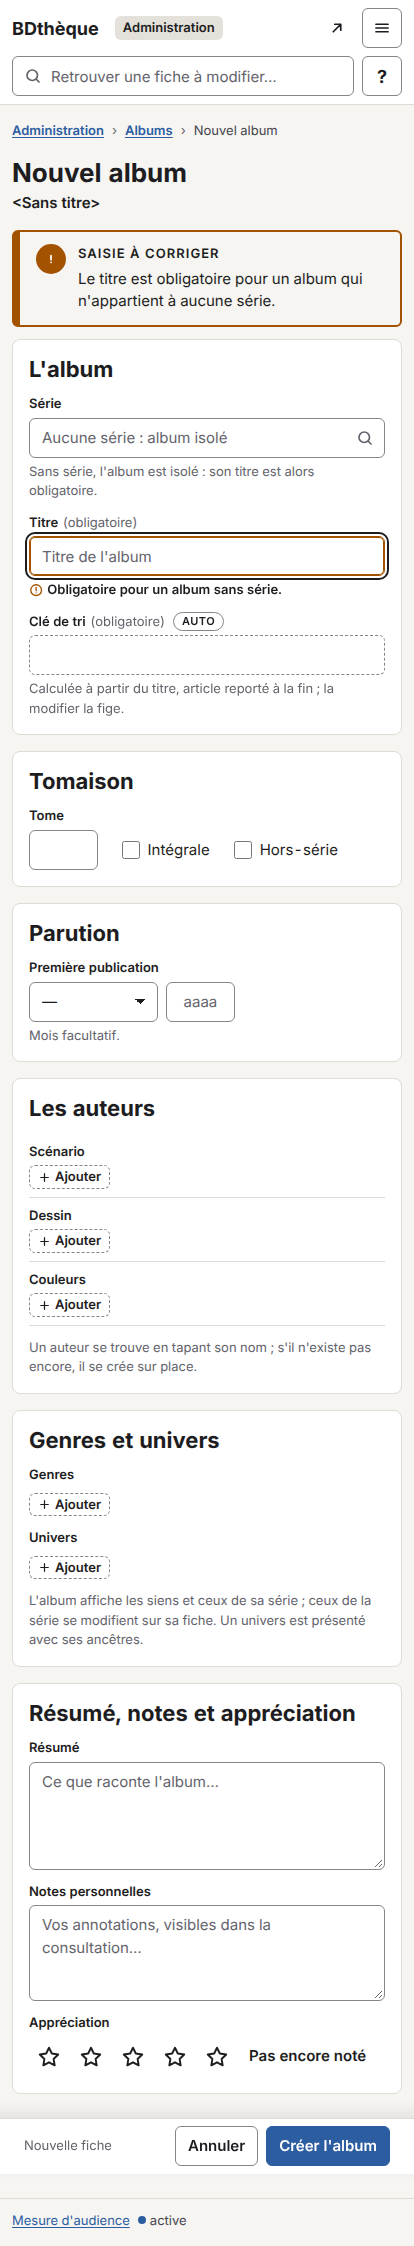 BDthèque Administration
Retrouver une fiche à modifier... ?
Administration › Albums › Nouvel album
Nouvel album
<Sans titre>
! SAISIE À CORRIGER
Le titre est obligatoire pour un album qui
n'appartient à aucune série.
L'album
Série
Aucune série : album isolé
Sans série, l'album est isolé : son titre est alors
obligatoire.
Titre (obligatoire)
Titre de l'album
Obligatoire pour un album sans série.
Clé de tri (obligatoire) AUTO
Calculée à partir du titre, article reporté à la fin ; la
modifier la fige.
Tomaison
Tome
Intégrale Hors-série
Parution
Première publication
— aaaa
Mois facultatif.
Les auteurs
Scénario
+ Ajouter
Dessin
+ Ajouter
Couleurs
+ Ajouter
Un auteur se trouve en tapant son nom ; s'il n'existe pas
encore, il se crée sur place.
Genres et univers
Genres
+ Ajouter
Univers
+ Ajouter
L'album affiche les siens et ceux de sa série ; ceux de la
série se modifient sur sa fiche. Un univers est présenté
avec ses ancêtres.
Résumé, notes et appréciation
Résumé
Ce que raconte l'album...
Notes personnelles
Vos annotations, visibles dans la
consultation...
Appréciation
Pas encore noté
Nouvelle fiche Annuler Créer l'album
Mesure d'audience active